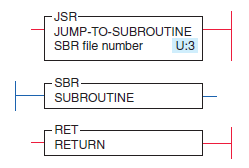 JSR
JUMP-TO-SUBROUTINE
SBR file number U:3
SBR
SUBROUTINE
RET
RETURN